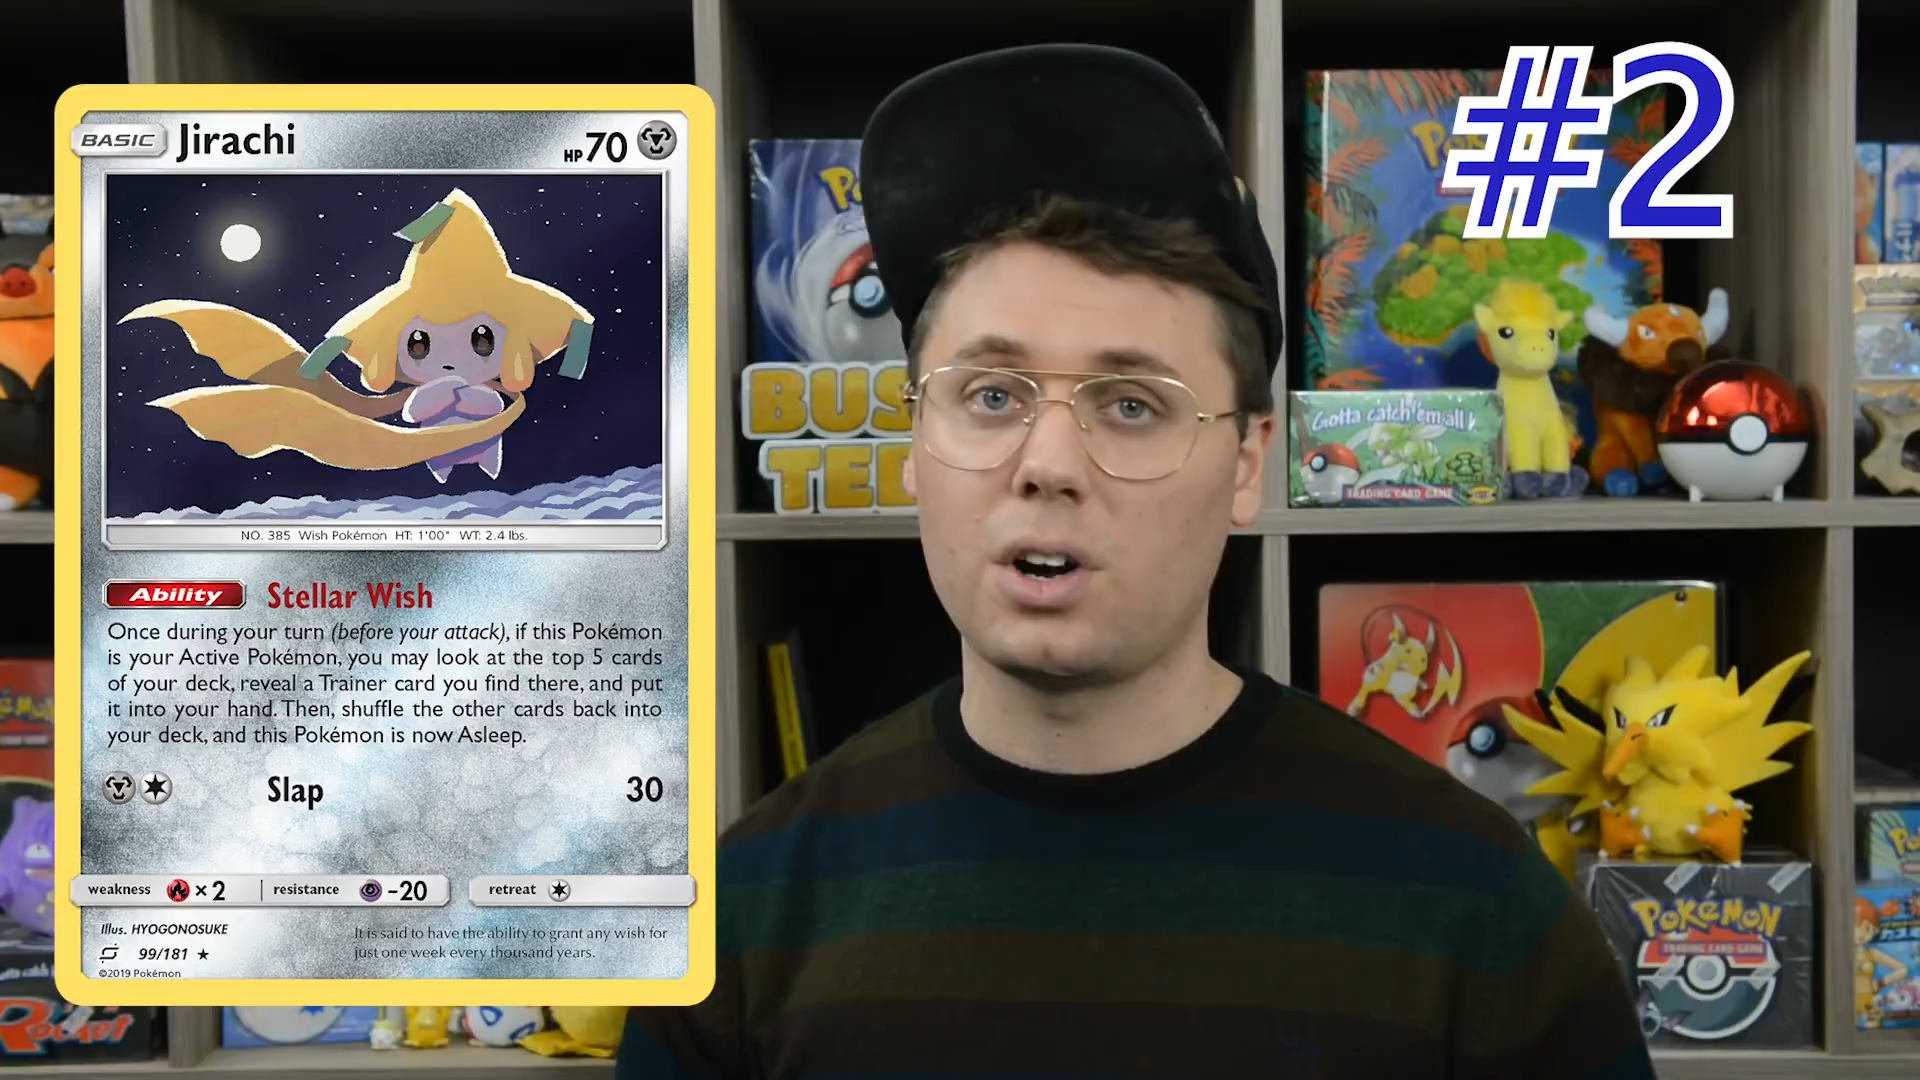 #2
BASIC Jirachi HP 70
NO. 385 Wish Pokémon HT: 1'00" WT: 2.4 lbs.
Ability Stellar Wish
Once during your turn (before your attack), if this Pokémon
is your Active Pokémon, you may look at the top 5 cards
of your deck, reveal a Trainer card you find there, and put
it into your hand. Then, shuffle the other cards back into
your deck, and this Pokémon is now Asleep.
Slap 30
weakness ×2 resistance -20 retreat
Illus. HYOGONOSUKE
99/181
©2019 Pokémon
It is said to have the ability to grant any wish for
just one week every thousand years.
BUS
TED
Gotta catch 'em all!
TRADING CARD GAME
POKéMON
TRADING CARD GAME
Rocket